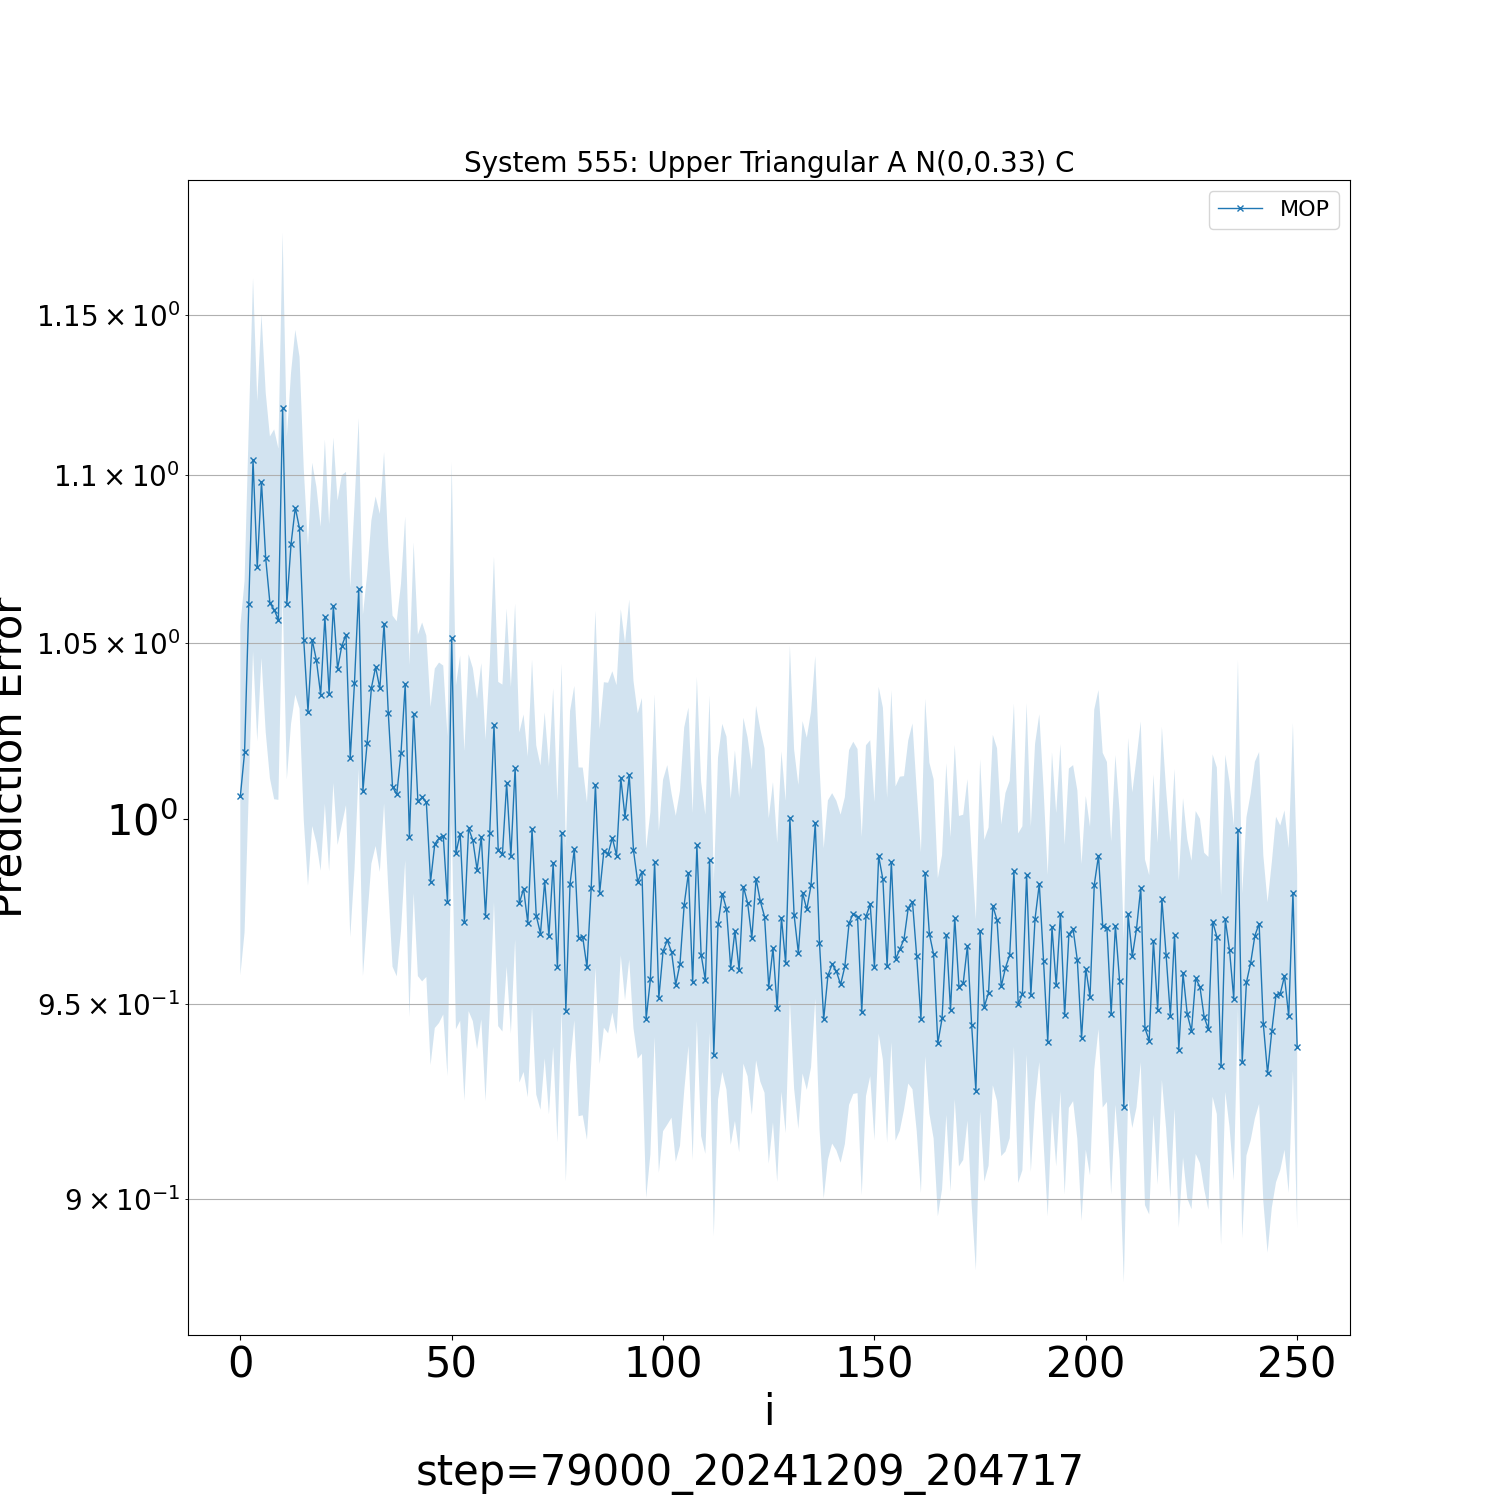 System 555: Upper Triangular A N(0,0.33) C
MOP
Prediction Error
1.15 × 10⁰
1.1 × 10⁰
1.05 × 10⁰
10⁰
9.5 × 10⁻¹
9 × 10⁻¹
0 50 100 150 200 250
i
step=79000_20241209_204717